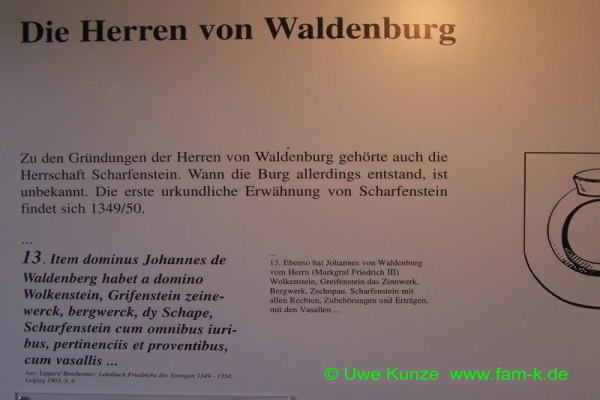 Die Herren von Waldenburg
Zu den Gründungen der Herren von Waldenburg gehörte auch die
Herrschaft Scharfenstein. Wann die Burg allerdings entstand, ist
unbekannt. Die erste urkundliche Erwähnung von Scharfenstein
findet sich 1349/50.
...
13. Item dominus Johannes de
Waldenberg habet a domino
Wolkenstein, Grifenstein zeine-
werck, bergwerck, dy Schape,
Scharfenstein cum omnibus iuri-
bus, pertinenciis et proventibus,
cum vasallis ...
Aus: Lippert/ Beschorner: Lehnbuch Friedrichs des Strengen 1349 - 1350,
Leipzig 1903, S. 6
...
13. Ebenso hat Johannes von Waldenburg
vom Herrn (Markgraf Friedrich III)
Wolkenstein, Greifenstein das Zinnwerk,
Bergwerk, Zschopau, Scharfenstein mit
allen Rechten, Zubehörungen und Erträgen,
mit den Vasallen ...
© Uwe Kunze www.fam-k.de